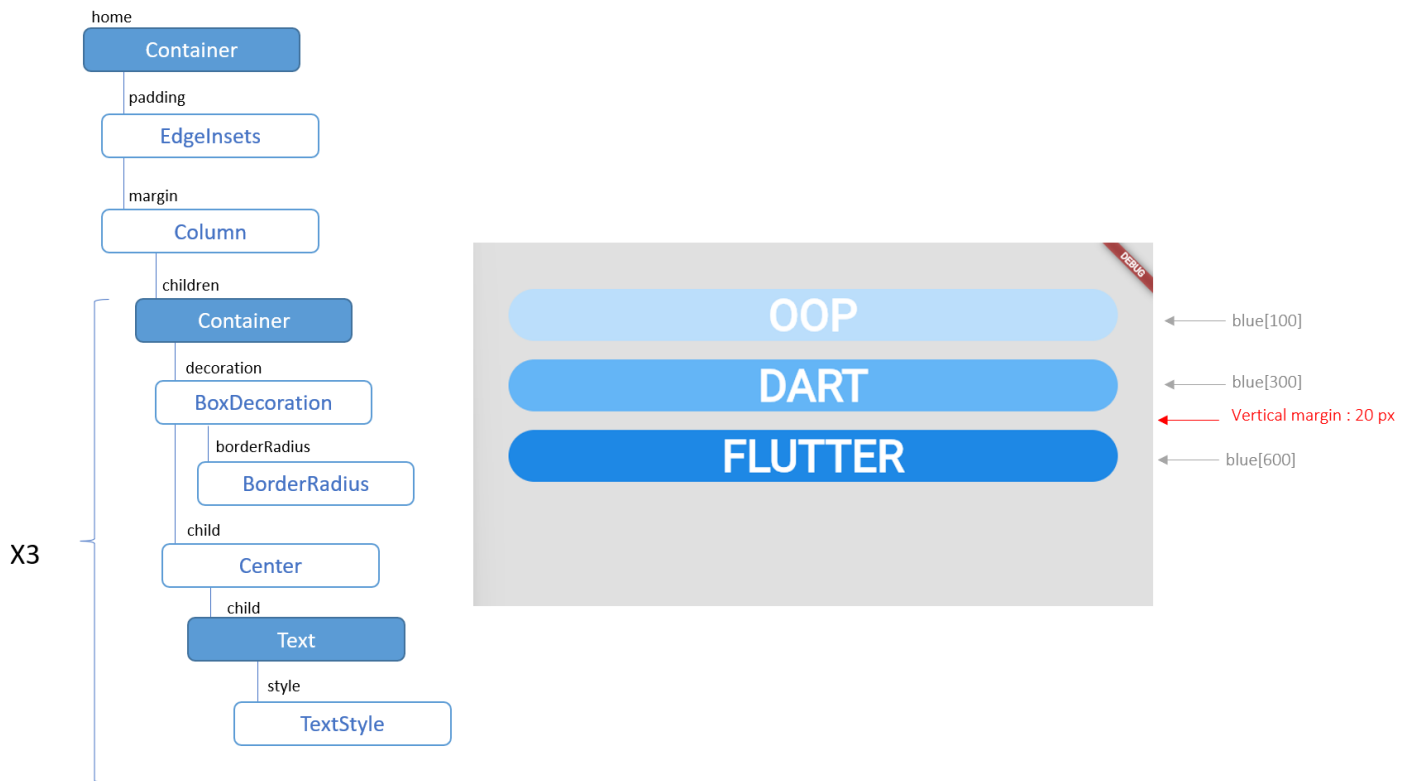 home
Container
padding
EdgeInsets
margin
Column
children
Container
decoration
BoxDecoration
borderRadius
BorderRadius
child
Center
child
Text
style
TextStyle
X3
DEBUG
OOP
DART
FLUTTER
blue[100]
blue[300]
Vertical margin : 20 px
blue[600]